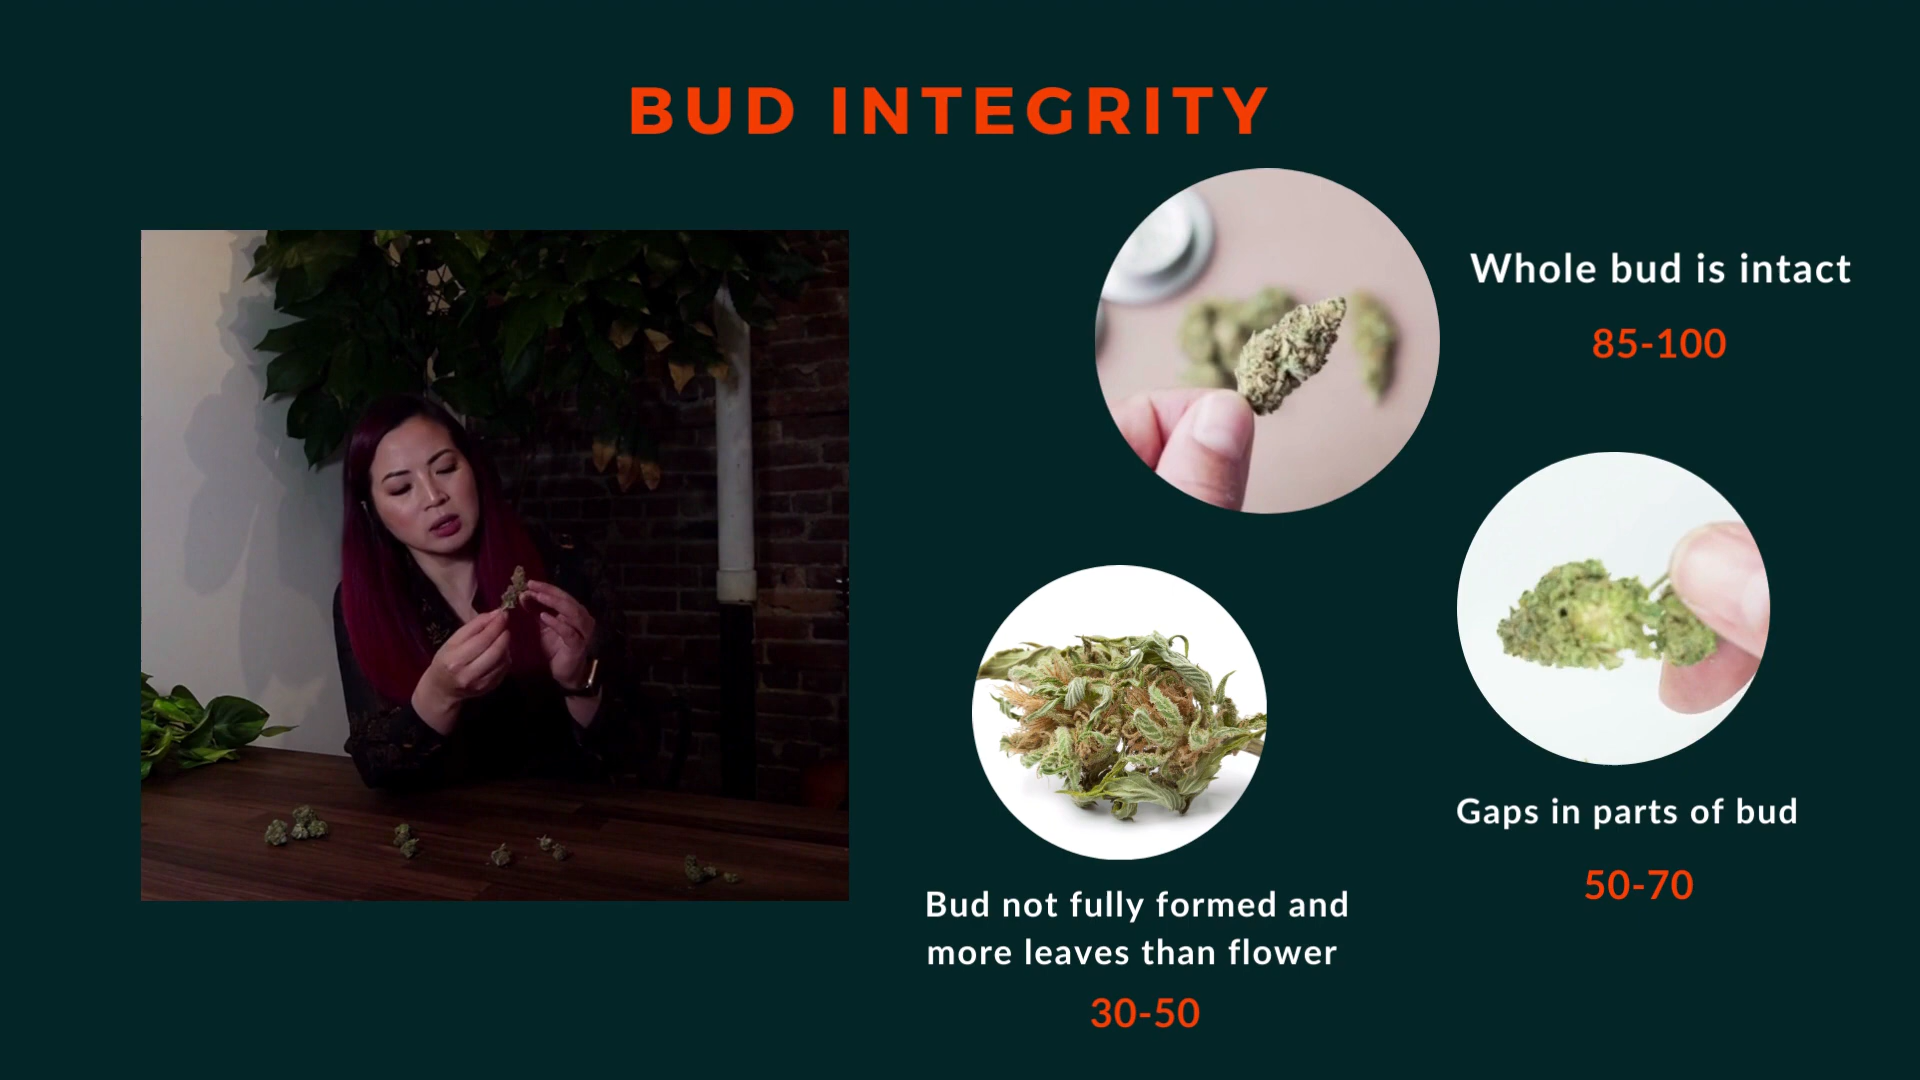 BUD INTEGRITY
Whole bud is intact
85-100
Gaps in parts of bud
50-70
Bud not fully formed and
more leaves than flower
30-50